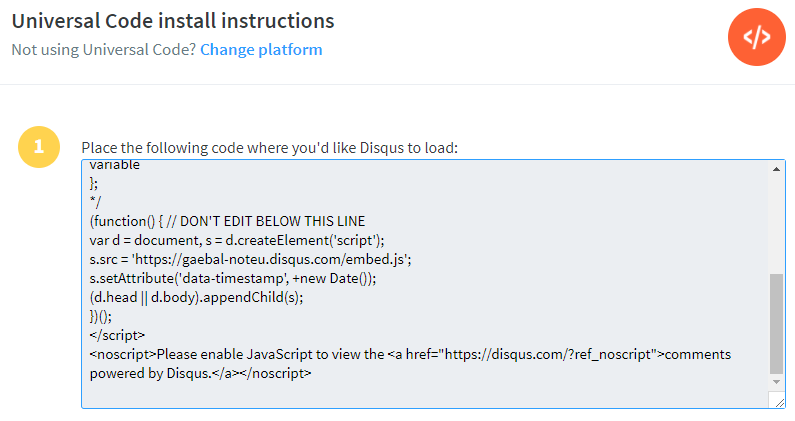 Universal Code install instructions
Not using Universal Code? Change platform
</>
1
Place the following code where you'd like Disqus to load:
variable
};
*/
(function() { // DON'T EDIT BELOW THIS LINE
var d = document, s = d.createElement('script');
s.src = 'https://gaebal-noteu.disqus.com/embed.js';
s.setAttribute('data-timestamp', +new Date());
(d.head || d.body).appendChild(s);
})();
</script>
<noscript>Please enable JavaScript to view the <a href="https://disqus.com/?ref_noscript">comments
powered by Disqus.</a></noscript>